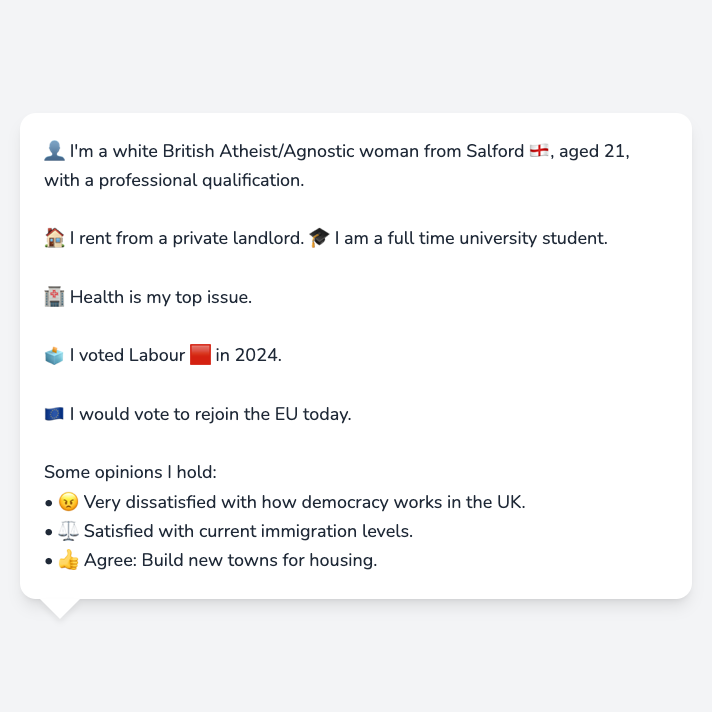 👤 I'm a white British Atheist/Agnostic woman from Salford 🏴󠁧󠁢󠁥󠁮󠁧󠁿, aged 21,
with a professional qualification.
🏠 I rent from a private landlord. 🎓 I am a full time university student.
🏥 Health is my top issue.
🗳️ I voted Labour 🟥 in 2024.
🇪🇺 I would vote to rejoin the EU today.
Some opinions I hold:
• 😠 Very dissatisfied with how democracy works in the UK.
• ⚖️ Satisfied with current immigration levels.
• 👍 Agree: Build new towns for housing.